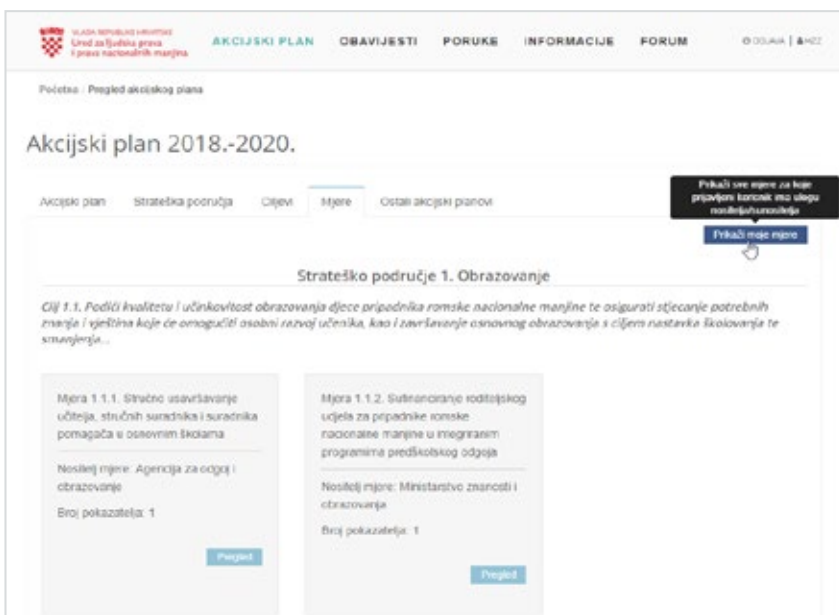 VLADA REPUBLIKE HRVATSKE
Ured za ljudska prava
i prava nacionalnih manjina
AKCIJSKI PLAN OBAVIJESTI PORUKE INFORMACIJE FORUM ODJAVA | HZZ
Početna / Pregled akcijskog plana
Akcijski plan 2018.-2020.
Akcijski plan Strateška područja Ciljevi Mjere Ostali akcijski planovi
Prikaži sve mjere za koje
prijavljeni korisnik ima ulogu
nositelja/sunositelja
Prikaži moje mjere
Strateško područje 1. Obrazovanje
Cilj 1.1. Podići kvalitetu i učinkovitost obrazovanja djece pripadnika romske nacionalne manjine te osigurati stjecanje potrebnih
znanja i vještina koje će omogućiti osobni razvoj učenika, kao i završavanje osnovnog obrazovanja s ciljem nastavka školovanja te
smanjenja...
Mjera 1.1.1. Stručno usavršavanje
učitelja, stručnih suradnika i suradnika
pomagača u osnovnim školama
Nositelj mjere: Agencija za odgoj i
obrazovanje
Broj pokazatelja: 1
Pregled
Mjera 1.1.2. Sufinanciranje roditeljskog
udjela za pripadnike romske
nacionalne manjine u integriranim
programima predškolskog odgoja
Nositelj mjere: Ministarstvo znanosti i
obrazovanja
Broj pokazatelja: 1
Pregled